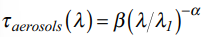 τ_aerosols(λ) = β(λ/λ_I)^−α